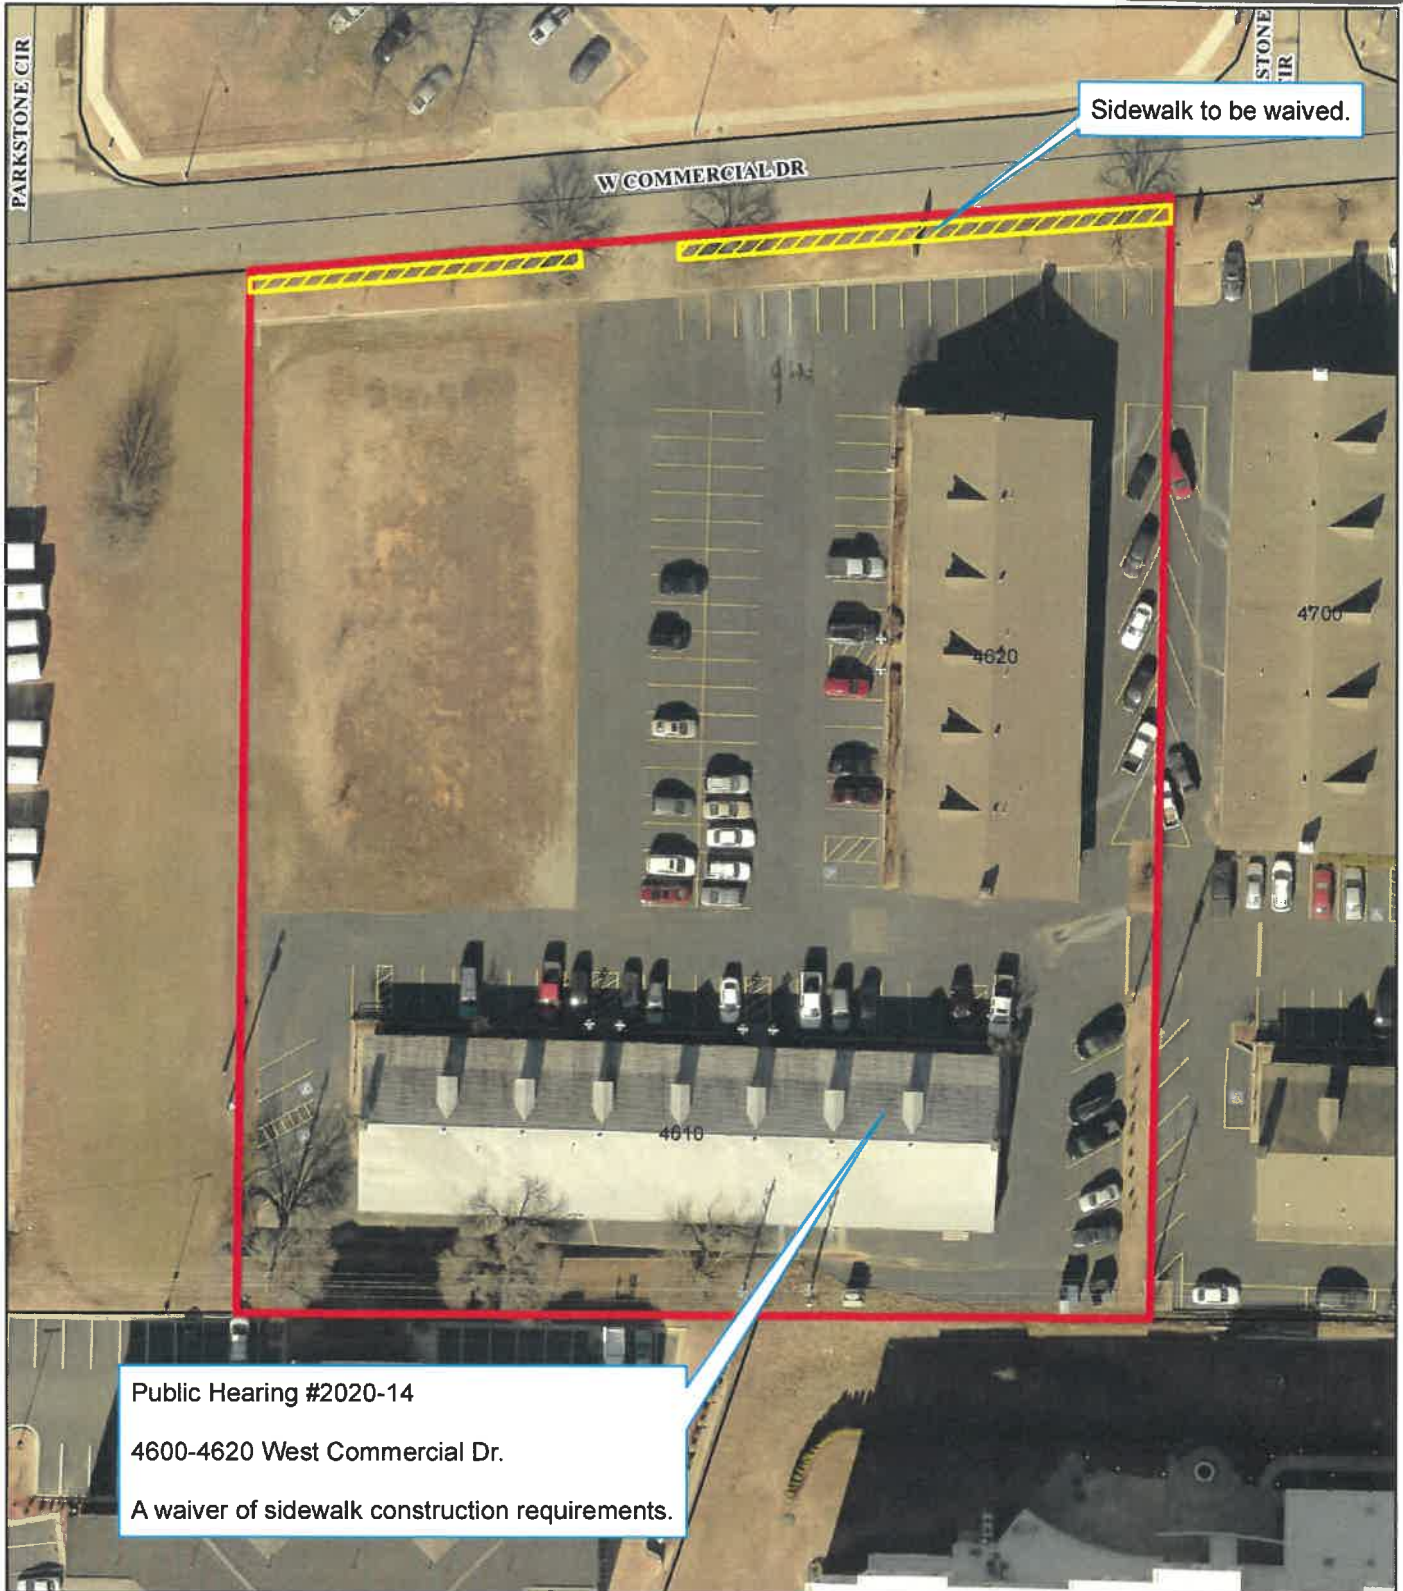 PARKSTONE CIR
STONE
CIR
Sidewalk to be waived.
W COMMERCIAL DR
4700
4620
4610
Public Hearing #2020-14
4600-4620 West Commercial Dr.
A waiver of sidewalk construction requirements.